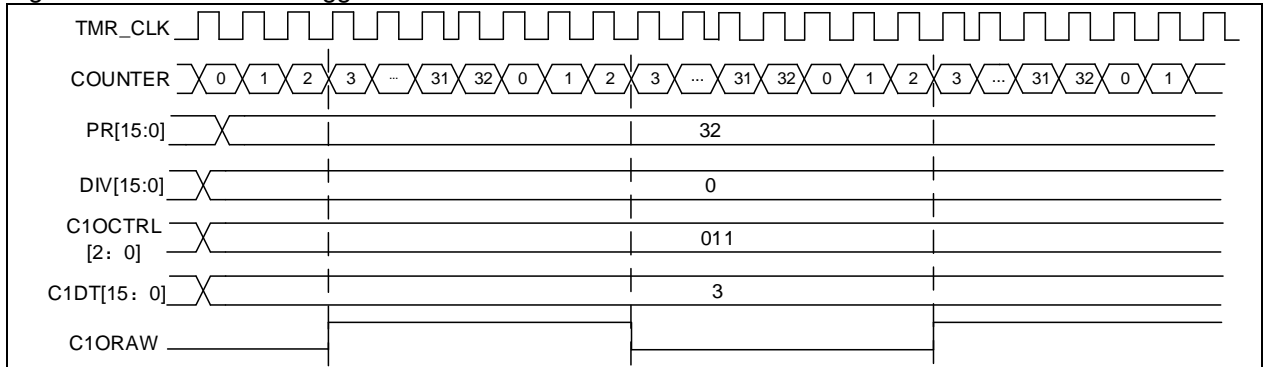 TMR_CLK
COUNTER 0 1 2 3 ... 31 32 0 1 2 3 ... 31 32 0 1 2 3 ... 31 32 0 1
PR[15:0] 32
DIV[15:0] 0
C1OCTRL
[2：0] 011
C1DT[15：0] 3
C1ORAW